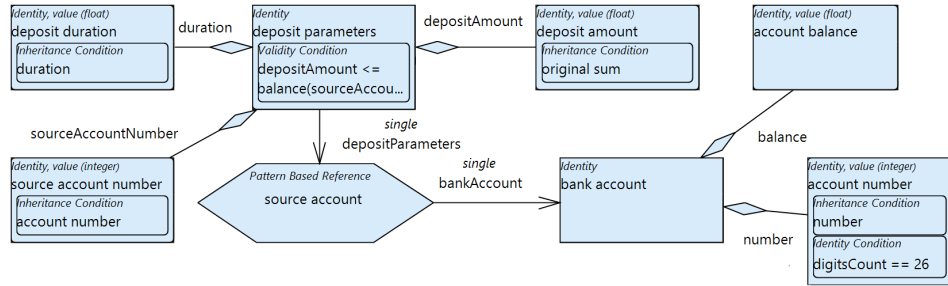 Identity, value (float)
deposit duration
Inheritance Condition
duration
duration
Identity
deposit parameters
Validity Condition
depositAmount <=
balance(sourceAccou...
depositAmount
Identity, value (float)
deposit amount
Inheritance Condition
original sum
Identity, value (float)
account balance
sourceAccountNumber
single
depositParameters
balance
Identity, value (integer)
source account number
Inheritance Condition
account number
Pattern Based Reference
source account
single
bankAccount
Identity
bank account
number
Identity, value (integer)
account number
Inheritance Condition
number
Identity Condition
digitsCount == 26